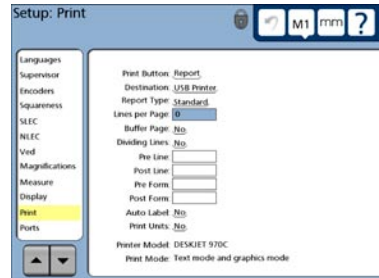 Setup: Print
M1 mm ?
Languages
Supervisor
Encoders
Squareness
SLEC
NLEC
Ved
Magnifications
Measure
Display
Print
Ports
Print Button: Report
Destination: USB Printer
Report Type: Standard
Lines per Page: 0
Buffer Page: No
Dividing Lines: No
Pre Line:
Post Line:
Pre Form:
Post Form:
Auto Label: No
Print Units: No
Printer Model: DESKJET 970C
Print Mode: Text mode and graphics mode